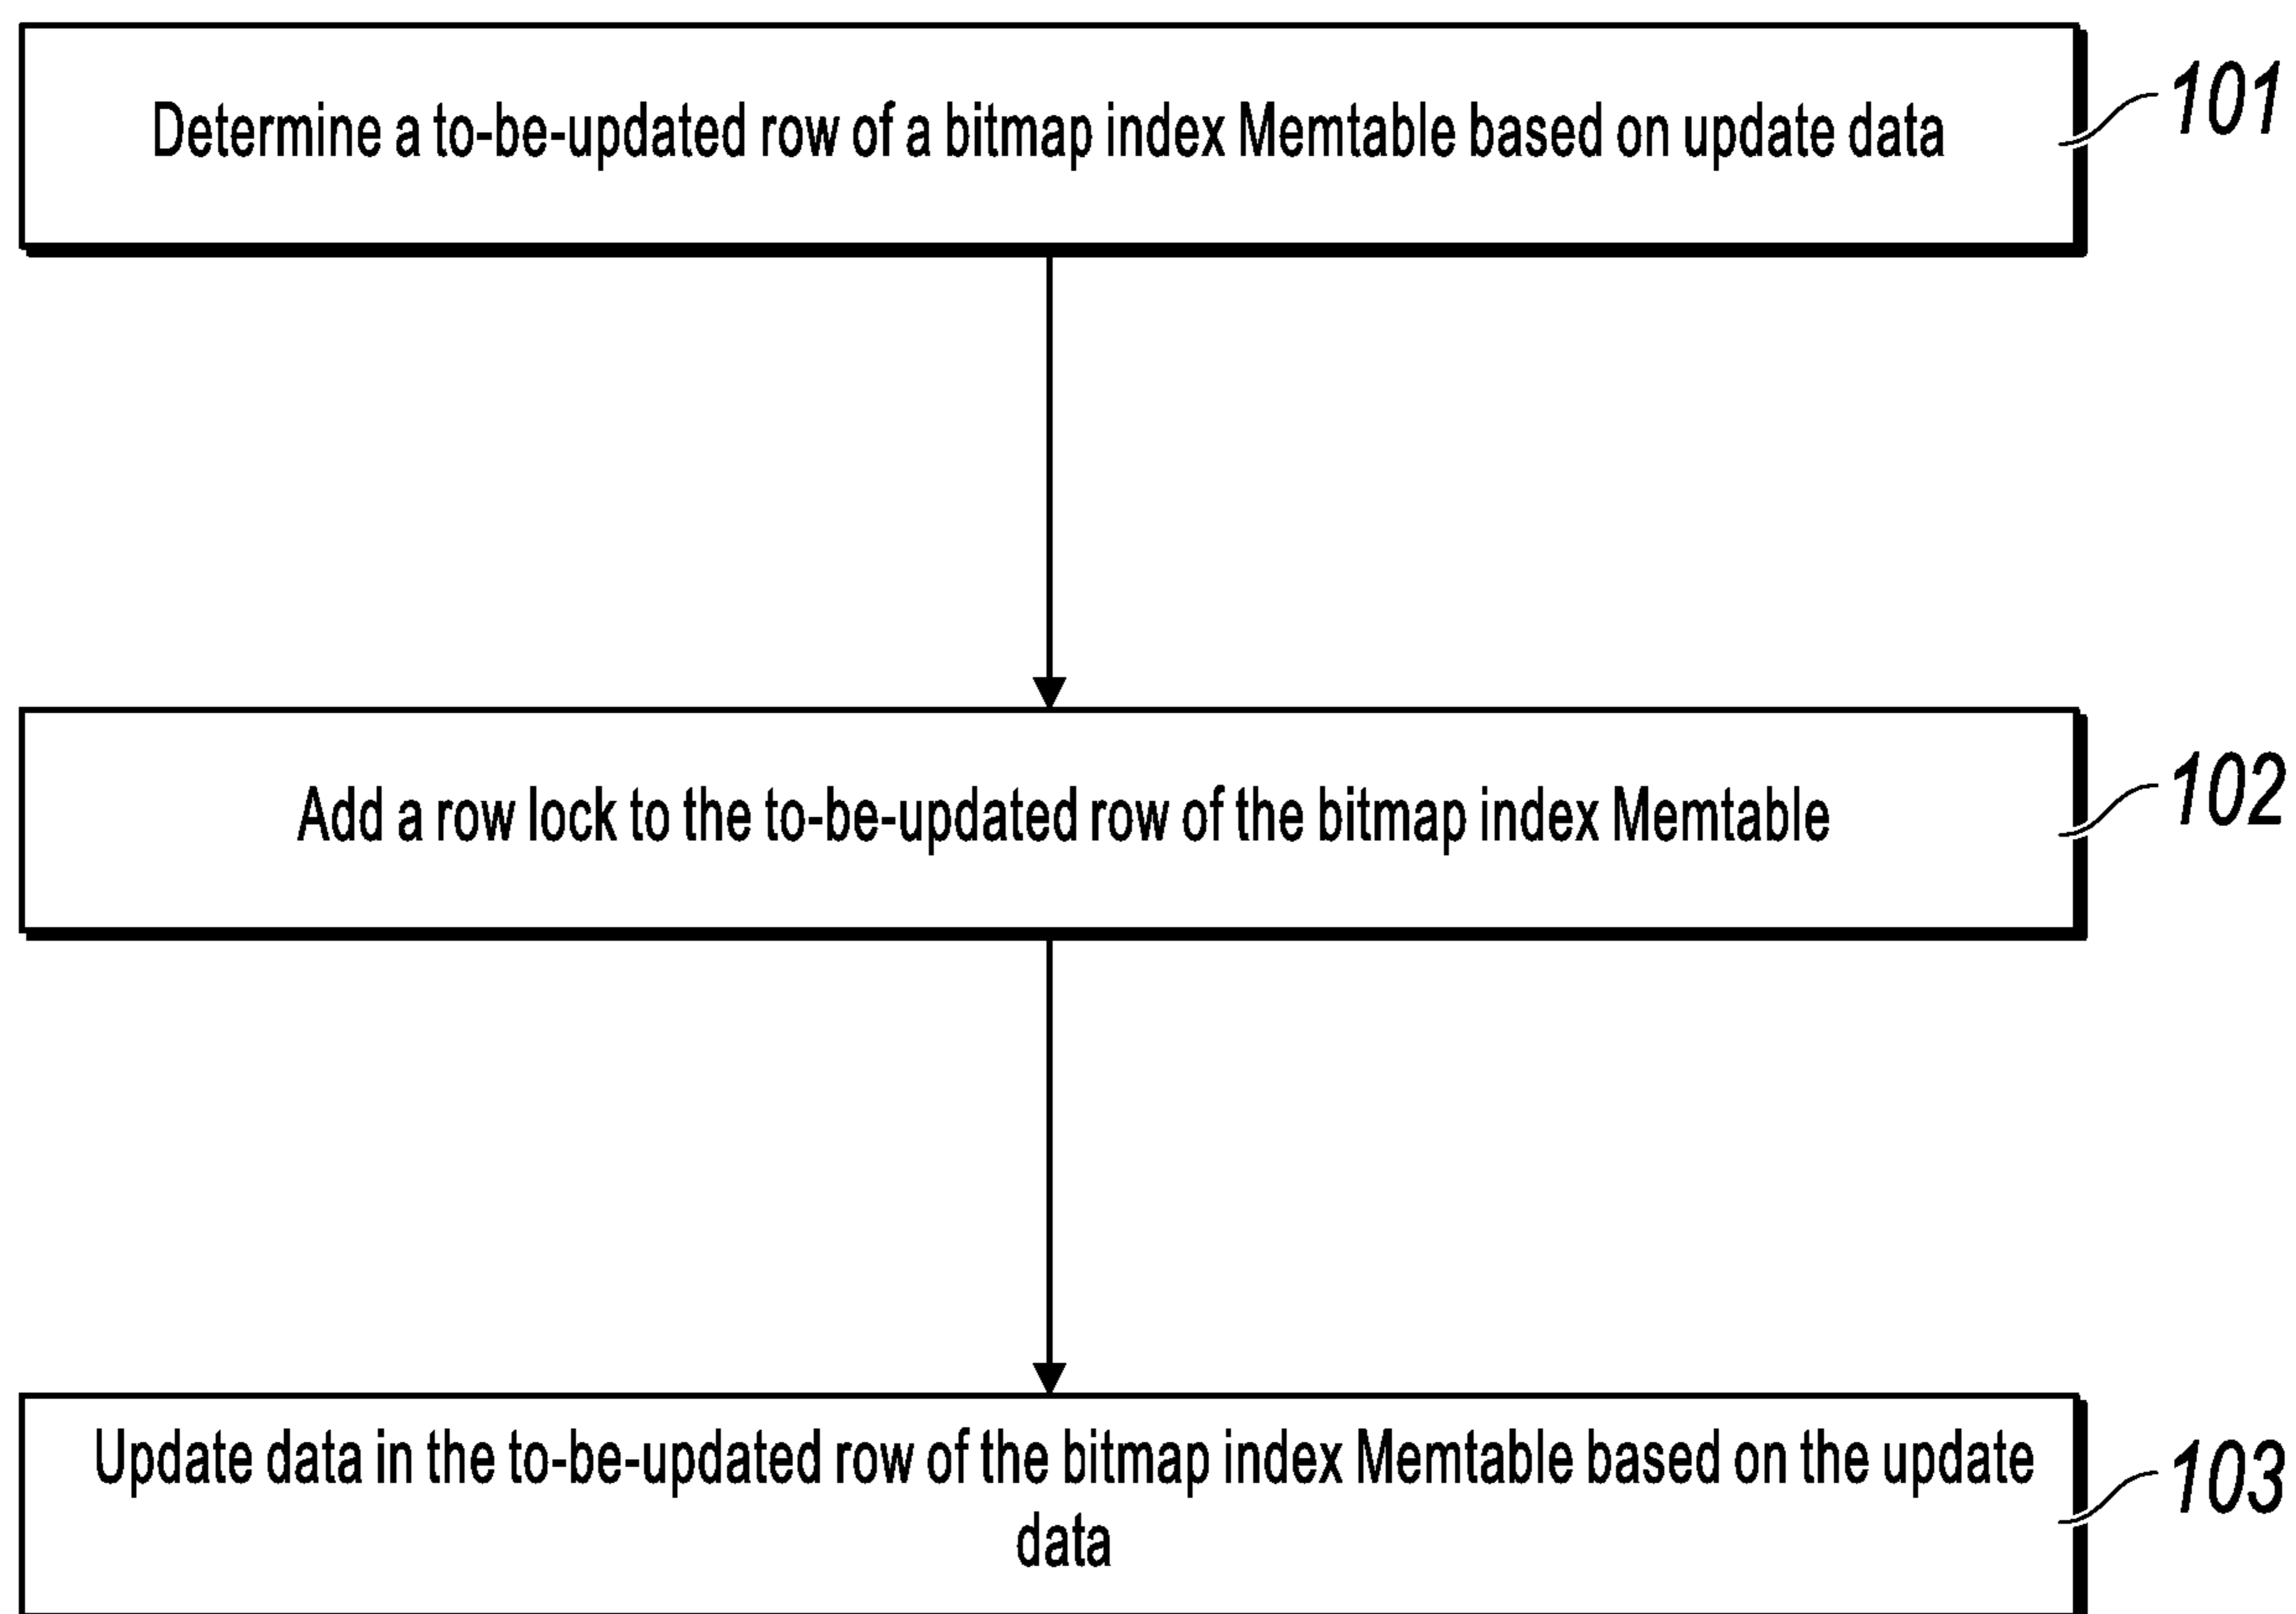 Determine a to-be-updated row of a bitmap index Memtable based on update data
101
Add a row lock to the to-be-updated row of the bitmap index Memtable
102
Update data in the to-be-updated row of the bitmap index Memtable based on the update
data
103